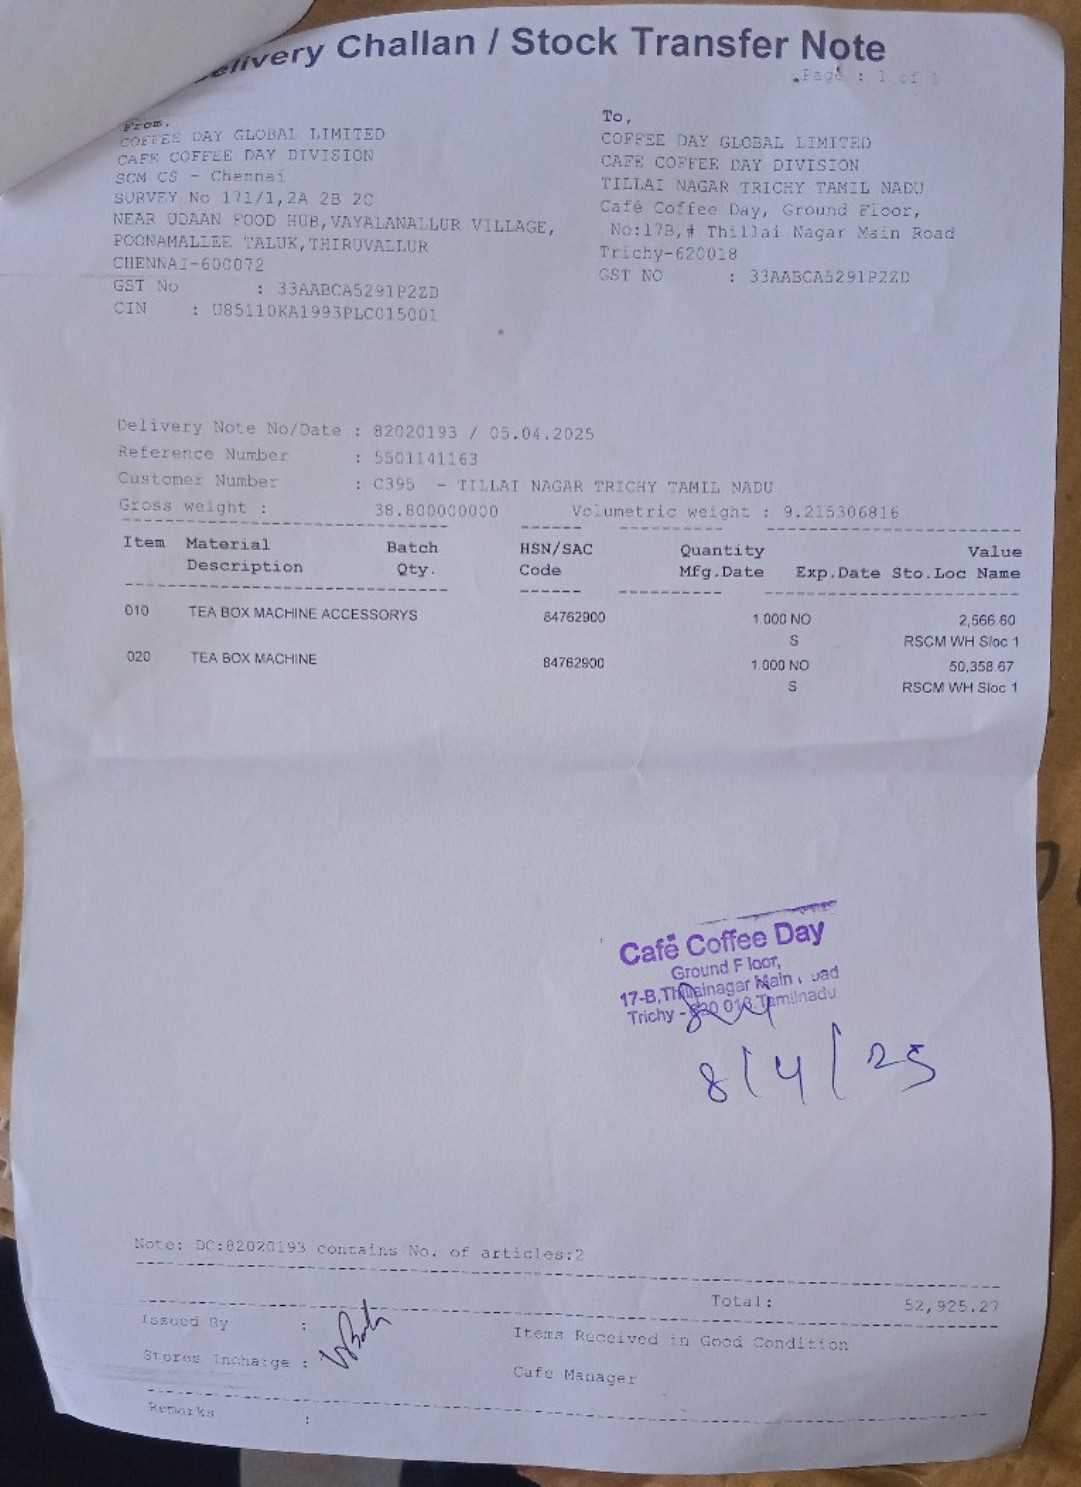 Delivery Challan / Stock Transfer Note
Page : 1 of 1
From,
COFFEE DAY GLOBAL LIMITED
CAFE COFFEE DAY DIVISION
SCM CS - Chennai
SURVEY No 171/1,2A 2B 2C
NEAR UDAAN FOOD HUB,VAYALANALLUR VILLAGE,
POONAMALLEE TALUK,THIRUVALLUR
CHENNAI-600072
GST No : 33AABCA5291P2ZD
CIN : U85110KA1993PLC015001
To,
COFFEE DAY GLOBAL LIMITED
CAFE COFFEE DAY DIVISION
TILLAI NAGAR TRICHY TAMIL NADU
Café Coffee Day, Ground Floor,
No:17B,# Thillai Nagar Main Road
Trichy-620018
GST NO : 33AABCA5291P2ZD
Delivery Note No/Date : 82020193 / 05.04.2025
Reference Number : 5501141163
Customer Number : C395 - TILLAI NAGAR TRICHY TAMIL NADU
Gross weight : 38.800000000 Volumetric weight : 9.215306816
Item Material Batch HSN/SAC Quantity Value
Description Qty. Code Mfg.Date Exp.Date Sto.Loc Name
010 TEA BOX MACHINE ACCESSORYS 84762900 1.000 NO 2,566.60
S RSCM WH Sloc 1
020 TEA BOX MACHINE 84762900 1.000 NO 50,358.67
S RSCM WH Sloc 1
Café Coffee Day
Ground Floor,
17-B,Thillainagar Main Road
Trichy - 620 018 Tamilnadu
8/4/25
Note: DC:82020193 contains No. of articles:2
Total: 52,925.27
Issued By :
Items Received in Good Condition
Stores Incharge :
Cafe Manager
Remarks :